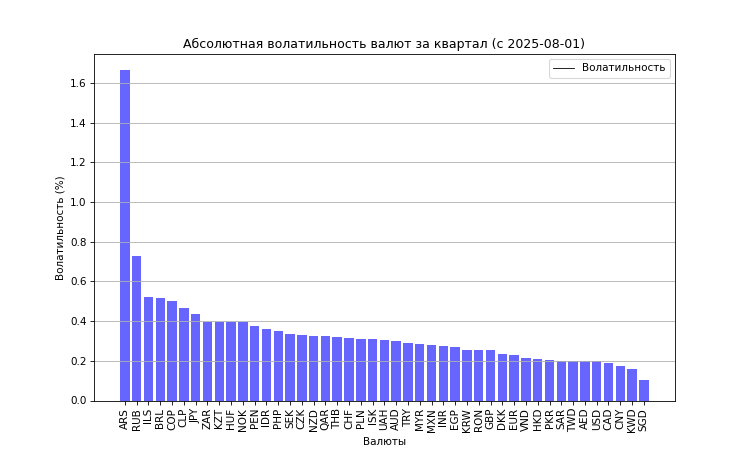 Абсолютная волатильность валют за квартал (с 2025-08-01)
Волатильность
Волатильность (%)
1.6
1.4
1.2
1.0
0.8
0.6
0.4
0.2
0.0
ARS RUB ILS BRL COP CLP JPY ZAR KZT HUF NOK PEN IDR PHP SEK CZK NZD QAR THB CHF PLN ISK UAH AUD TRY MYR MXN INR EGP KRW RON GBP DKK EUR VND HKD PKR SAR TWD AED USD CAD CNY KWD SGD
Валюты